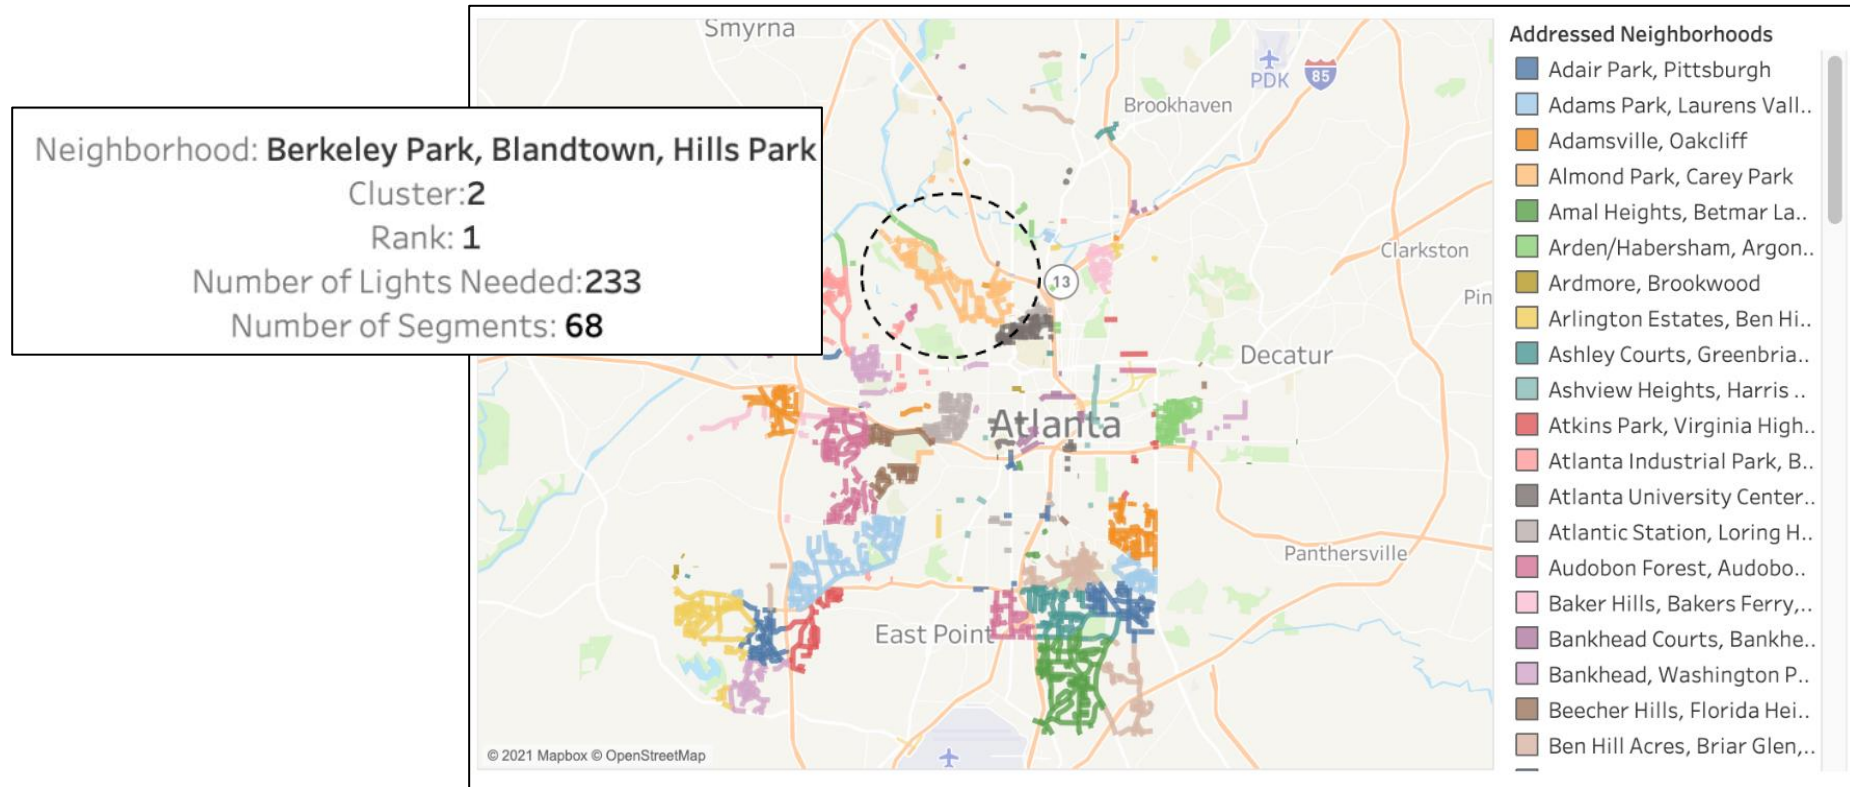 Neighborhood: Berkeley Park, Blandtown, Hills Park
Cluster:2
Rank: 1
Number of Lights Needed:233
Number of Segments: 68
Smyrna
PDK
85
Brookhaven
Clarkston
13
Pin
Decatur
Atlanta
Panthersville
East Point
© 2021 Mapbox © OpenStreetMap
Addressed Neighborhoods
Adair Park, Pittsburgh
Adams Park, Laurens Vall..
Adamsville, Oakcliff
Almond Park, Carey Park
Amal Heights, Betmar La..
Arden/Habersham, Argon..
Ardmore, Brookwood
Arlington Estates, Ben Hi..
Ashley Courts, Greenbria..
Ashview Heights, Harris ..
Atkins Park, Virginia High..
Atlanta Industrial Park, B..
Atlanta University Center..
Atlantic Station, Loring H..
Audobon Forest, Audobo..
Baker Hills, Bakers Ferry,..
Bankhead Courts, Bankhe..
Bankhead, Washington P..
Beecher Hills, Florida Hei..
Ben Hill Acres, Briar Glen,..